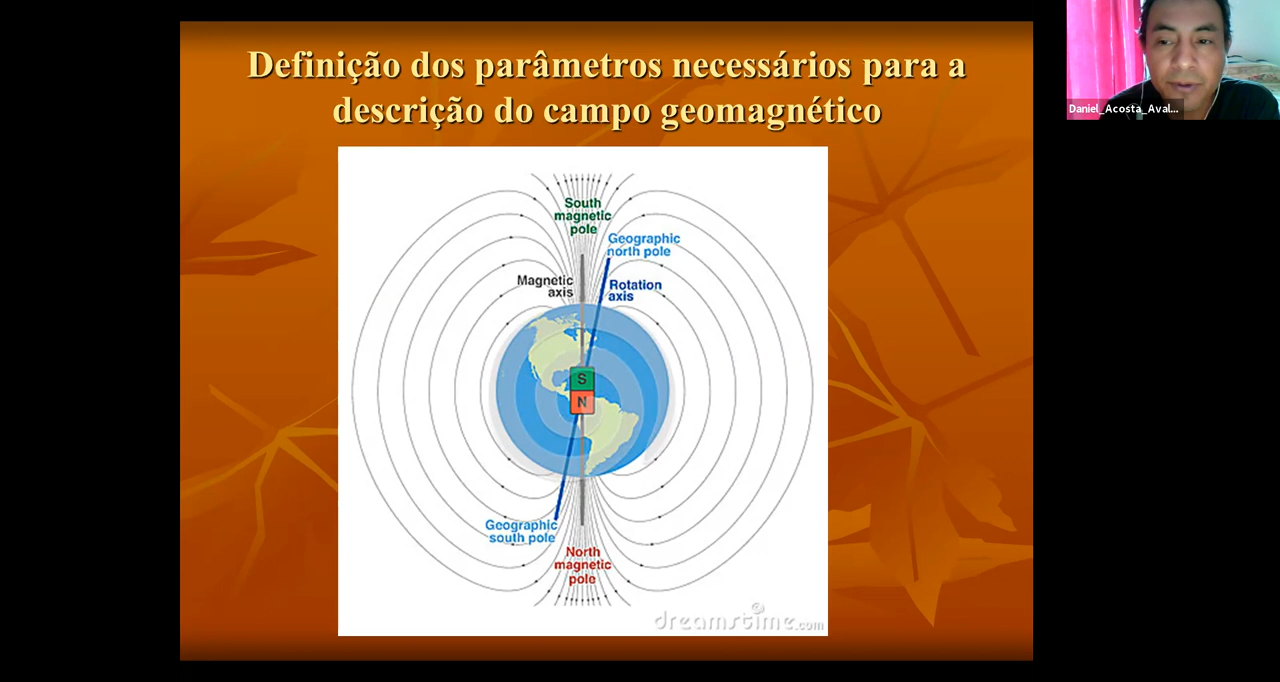 Definição dos parâmetros necessários para a
descrição do campo geomagnético
Daniel_Acosta_Aval...
South
magnetic
pole
Geographic
north pole
Magnetic
axis
Rotation
axis
S
N
Geographic
south pole
North
magnetic
pole
dreamstime.com